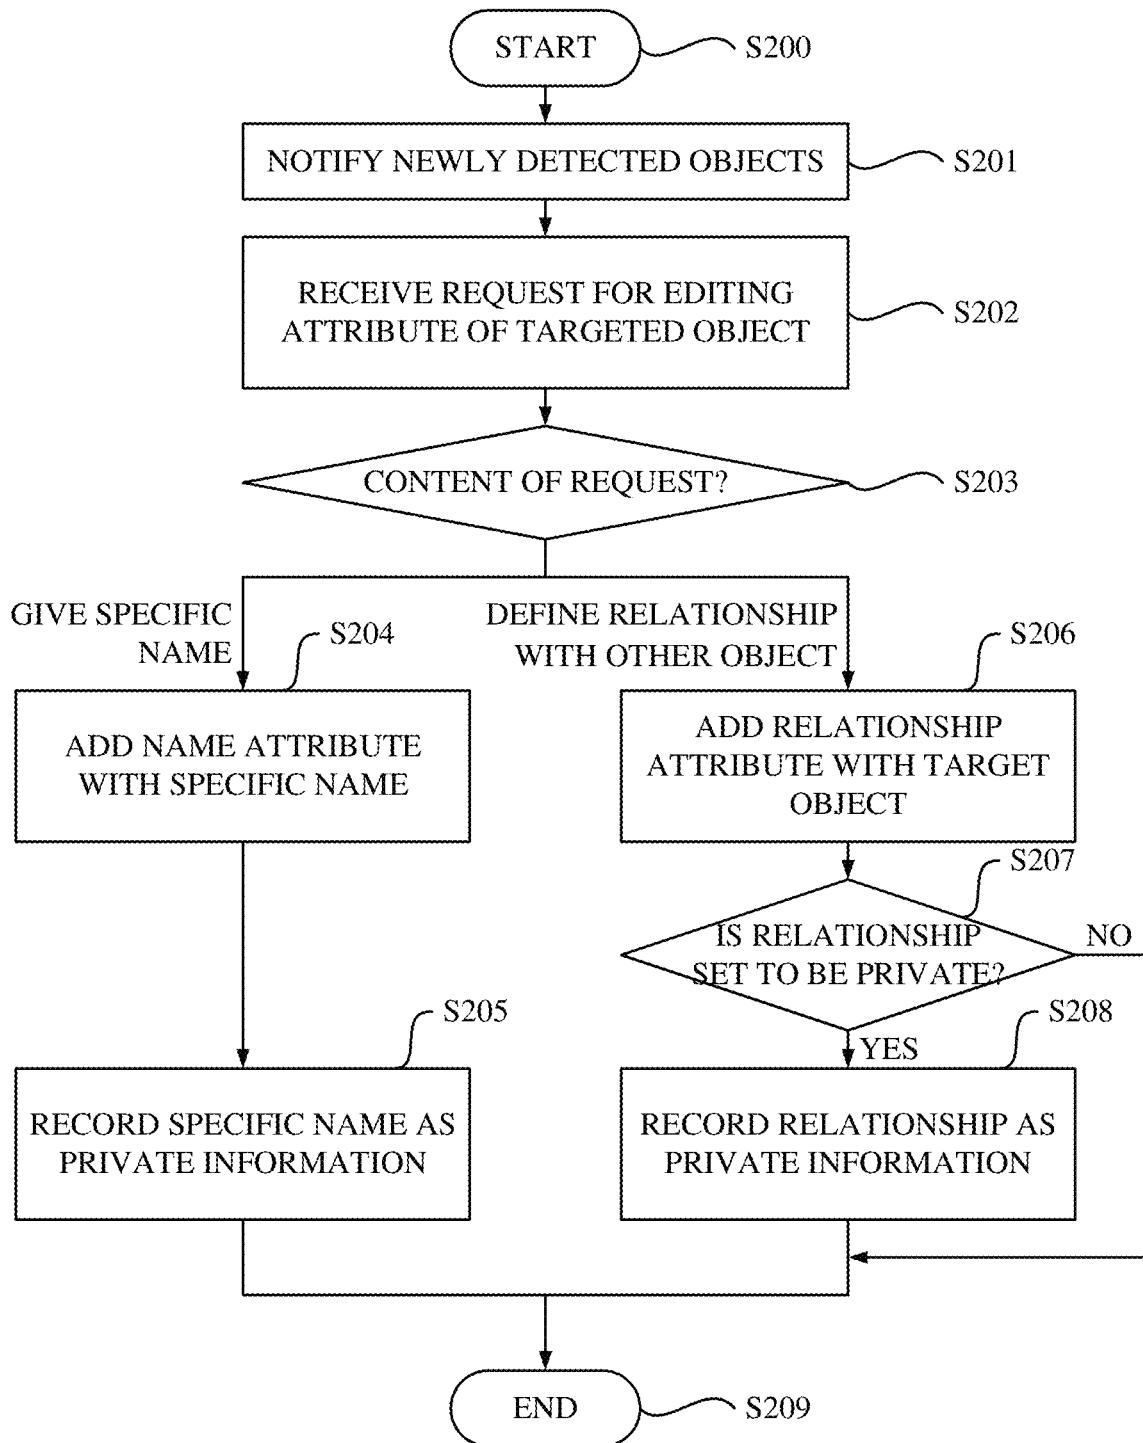 START
S200
NOTIFY NEWLY DETECTED OBJECTS
S201
RECEIVE REQUEST FOR EDITING
ATTRIBUTE OF TARGETED OBJECT
S202
CONTENT OF REQUEST?
S203
GIVE SPECIFIC
NAME
S204
DEFINE RELATIONSHIP
WITH OTHER OBJECT
S206
ADD NAME ATTRIBUTE
WITH SPECIFIC NAME
ADD RELATIONSHIP
ATTRIBUTE WITH TARGET
OBJECT
S207
IS RELATIONSHIP
SET TO BE PRIVATE?
NO
YES
S205
S208
RECORD SPECIFIC NAME AS
PRIVATE INFORMATION
RECORD RELATIONSHIP AS
PRIVATE INFORMATION
END
S209